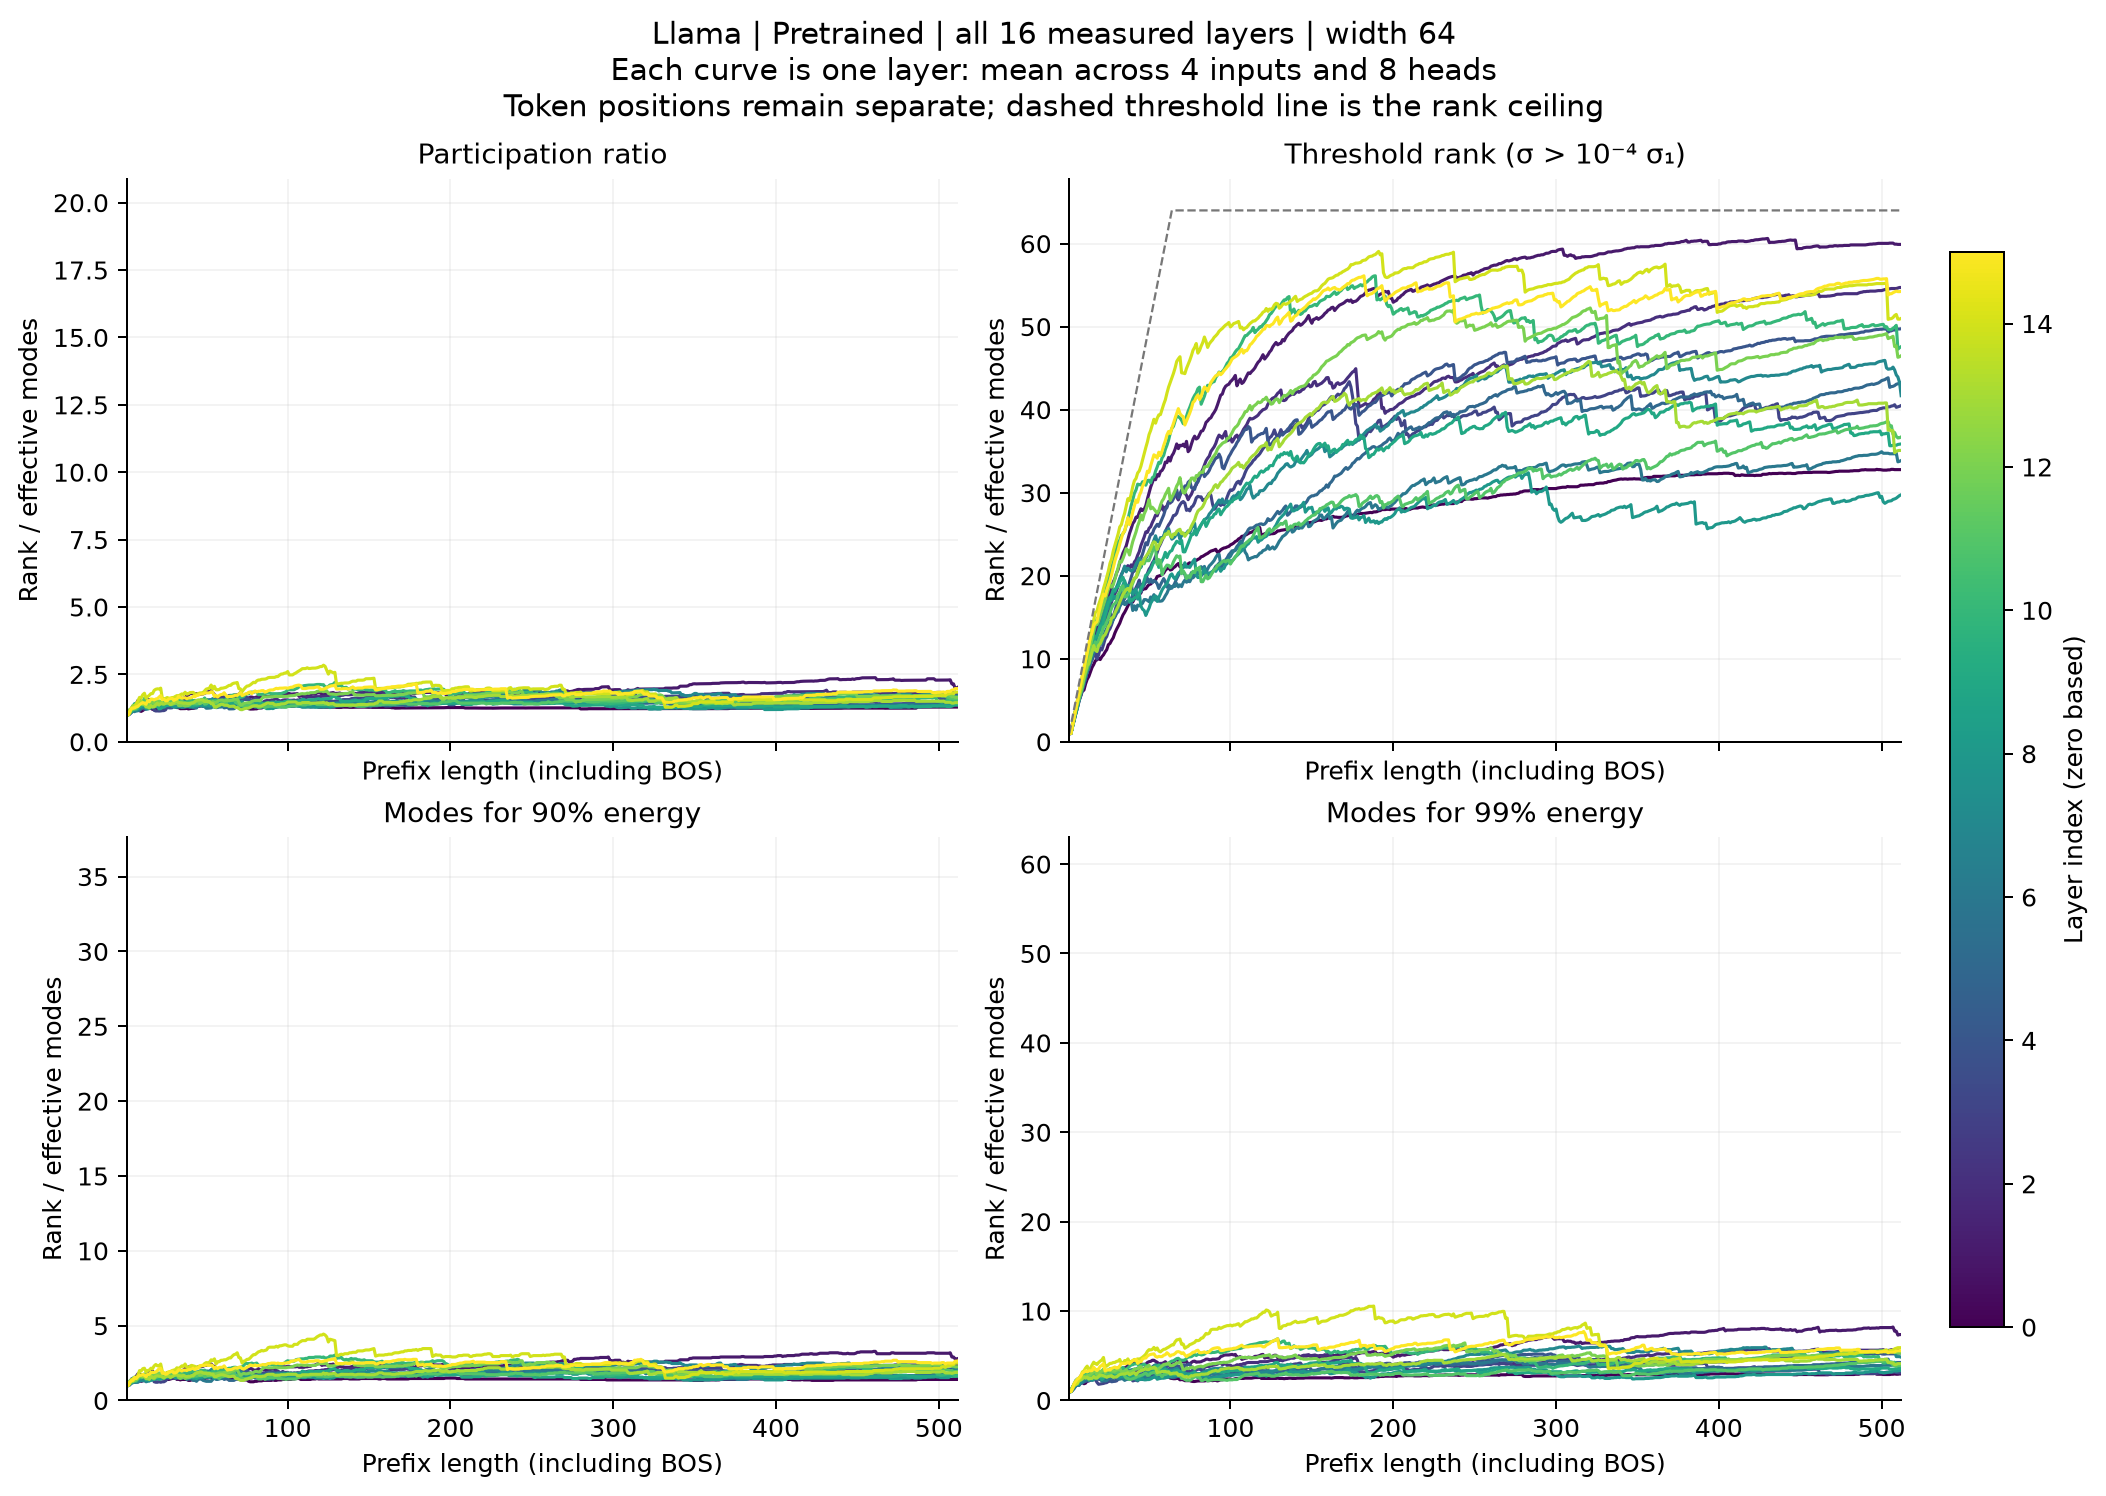 Llama | Pretrained | all 16 measured layers | width 64
Each curve is one layer: mean across 4 inputs and 8 heads
Token positions remain separate; dashed threshold line is the rank ceiling
Participation ratio
Rank / effective modes
20.0
17.5
15.0
12.5
10.0
7.5
5.0
2.5
0.0
Prefix length (including BOS)
Threshold rank (σ > 10⁻⁴ σ₁)
Rank / effective modes
60
50
40
30
20
10
0
Prefix length (including BOS)
Modes for 90% energy
Rank / effective modes
35
30
25
20
15
10
5
0
100 200 300 400 500
Prefix length (including BOS)
Modes for 99% energy
Rank / effective modes
60
50
40
30
20
10
0
100 200 300 400 500
Prefix length (including BOS)
14
12
10
8
6
4
2
0
Layer index (zero based)